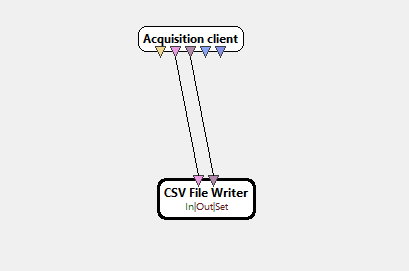 Acquisition client
CSV File Writer
In|Out|Set